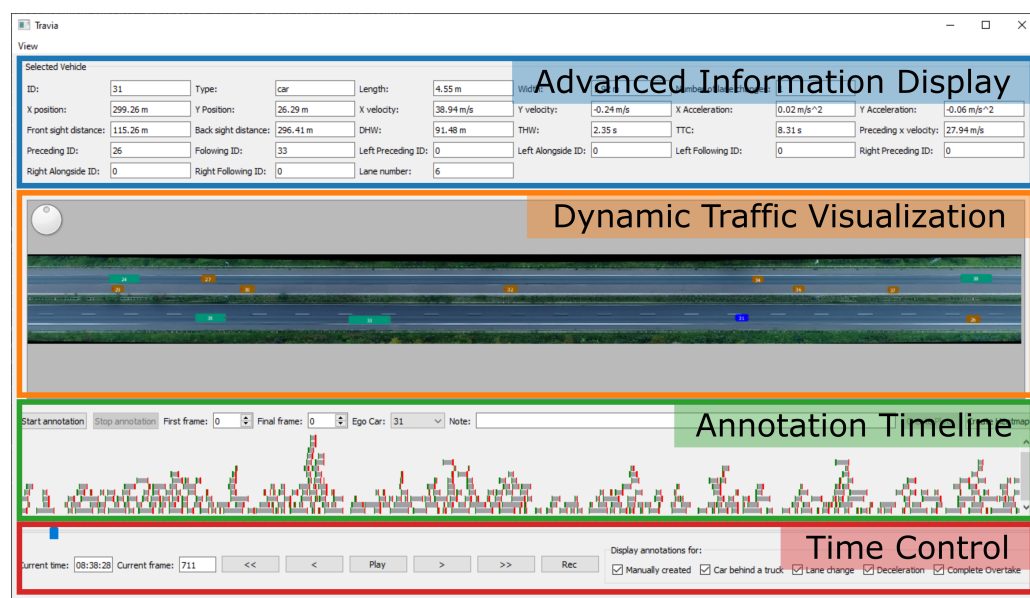 Travia
View
Selected Vehicle
Advanced Information Display
ID: 31 Type: car Length: 4.55 m
X position: 299.26 m Y Position: 26.29 m X velocity: 38.94 m/s Y velocity: -0.24 m/s X Acceleration: 0.02 m/s^2 Y Acceleration: -0.06 m/s^2
Front sight distance: 115.26 m Back sight distance: 296.41 m DHW: 91.48 m THW: 2.35 s TTC: 8.31 s Preceding x velocity: 27.94 m/s
Preceding ID: 26 Folowing ID: 33 Left Preceding ID: 0 Left Alongside ID: 0 Left Following ID: 0 Right Preceding ID: 0
Right Alongside ID: 0 Right Following ID: 0 Lane number: 6
Dynamic Traffic Visualization
Annotation Timeline
Start annotation Stop annotation First frame: 0 Final frame: 0 Ego Car: 31 Note:
Time Control
Display annotations for:
Current time: 08:38:28 Current frame: 711 << < Play > >> Rec
Manually created Car behind a truck Lane change Deceleration Complete Overtake